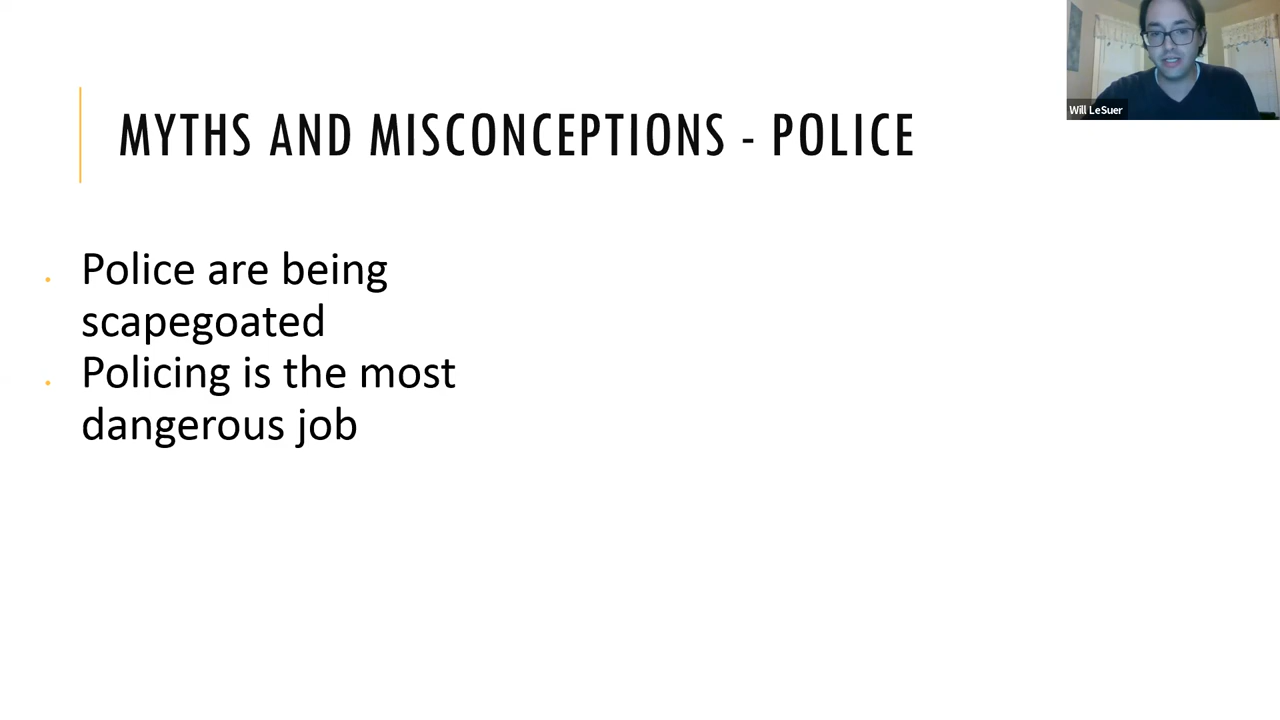 Will LeSuer
MYTHS AND MISCONCEPTIONS - POLICE
. Police are being
scapegoated
. Policing is the most
dangerous job